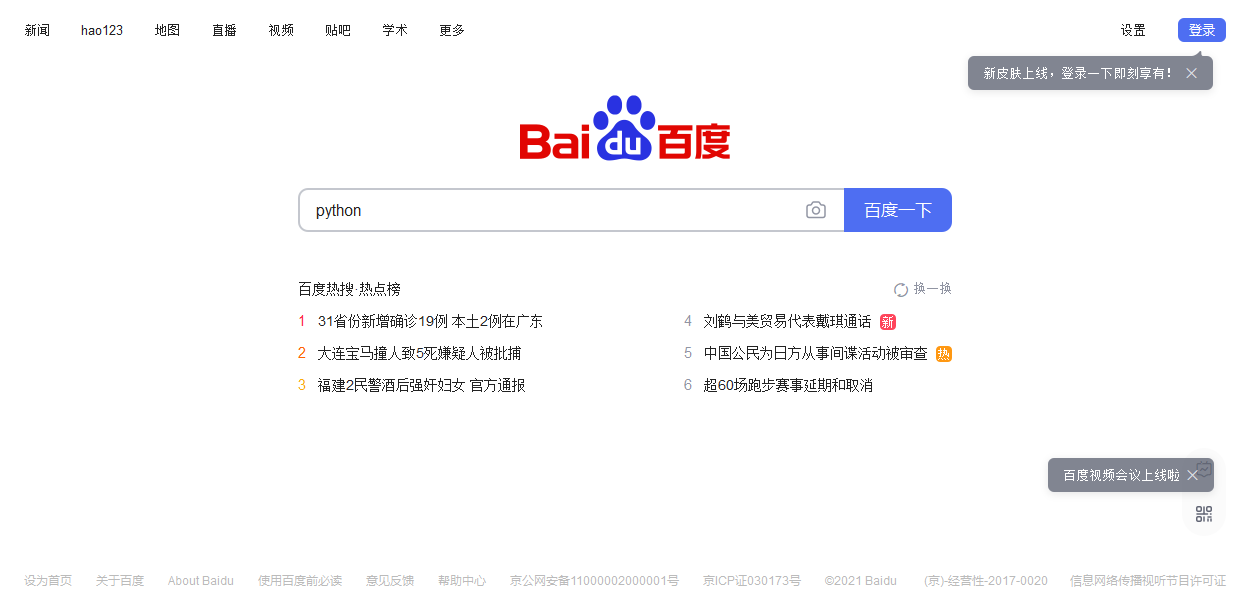 新闻 hao123 地图 直播 视频 贴吧 学术 更多 设置 登录
新皮肤上线，登录一下即刻享有！
Bai du 百度
python 百度一下
百度热搜·热点榜 换一换
1 31省份新增确诊19例 本土2例在广东 4 刘鹤与美贸易代表戴琪通话 新
2 大连宝马撞人致5死嫌疑人被批捕 5 中国公民为日方从事间谍活动被审查 热
3 福建2民警酒后强奸妇女 官方通报 6 超60场跑步赛事延期和取消
百度视频会议上线啦
设为首页 关于百度 About Baidu 使用百度前必读 意见反馈 帮助中心 京公网安备11000002000001号 京ICP证030173号 ©2021 Baidu (京)-经营性-2017-0020 信息网络传播视听节目许可证